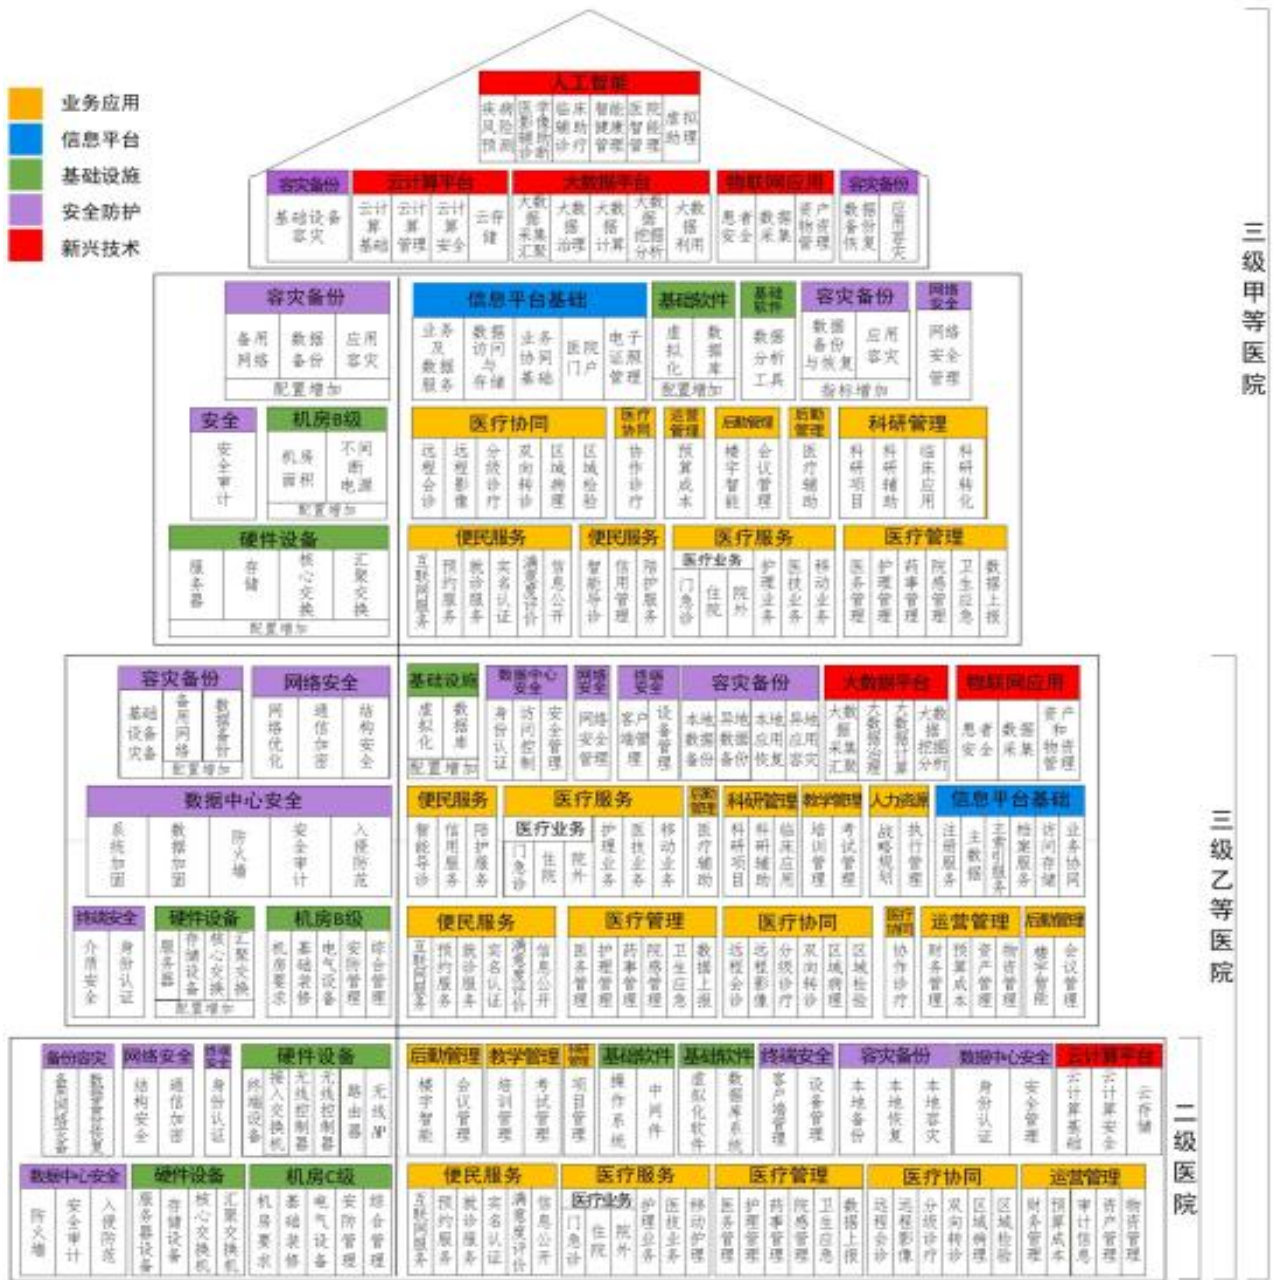 业务应用
信息平台
基础设施
安全防护
新兴技术
人工智能
疾病风险预测 医学影像辅助诊断 临床辅助诊疗 智能健康管理 医院智能管理 虚拟助理
容灾备份 云计算平台 大数据平台 物联网应用 容灾备份
基础设备容灾 云计算基础 云计算管理 云计算安全 云存储 大数据采集汇聚 大数据治理 大数据计算 大数据挖掘分析 大数据利用 患者安全 数据采集 资产物资管理 数据备份恢复 应用容灾
三级甲等医院
容灾备份 信息平台基础 基础软件 基础软件 容灾备份 网络安全
备用网络 数据备份 应用容灾 业务及数据服务 数据访问与存储 业务协同基础 医院门户 电子证照管理 虚拟化 数据库 数据分析工具 数据备份与恢复 应用容灾 网络安全管理
配置增加 配置增加 指标增加
安全 机房B级 医疗协同 医疗协同 运营管理 后勤管理 后勤管理 科研管理
安全审计 机房面积 不间断电源 远程会诊 远程影像 分级诊疗 双向转诊 区域病理 区域检验 协作诊疗 预算成本 楼宇智能 会议管理 医疗辅助 科研项目 科研辅助 临床应用 科研转化
配置增加
硬件设备 便民服务 便民服务 医疗服务 医疗管理
医疗业务
服务器 存储 核心交换 汇聚交换 互联网服务 预约服务 就诊服务 实名认证 满意度评价 信息公开 智能导诊 信用管理 陪护服务 门急诊 住院 院外 护理业务 医技业务 移动业务 医务管理 护理管理 药事管理 院感管理 卫生应急 数据上报
配置增加
容灾备份 网络安全 基础设施 数据中心安全 网络安全 终端安全 容灾备份 大数据平台 物联网应用
基础设备灾备 备用网络 数据备份 网络优化 通信加密 结构安全 虚拟化 数据库 身份认证 访问控制 安全管理 网络安全管理 客户端管理 设备管理 本地数据备份 异地数据备份 本地应用恢复 异地应用容灾 大数据采集汇聚 大数据治理 大数据计算 大数据挖掘分析 患者安全 数据采集 资产和物资管理
配置增加 配置增加
数据中心安全 便民服务 医疗服务 后勤管理 科研管理 教学管理 人力资源 信息平台基础
医疗业务
系统加固 数据加固 防火墙 安全审计 入侵防范 智能导诊 信用服务 陪护服务 门急诊 住院 院外 护理业务 医技业务 移动业务 医疗辅助 科研项目 科研辅助 临床应用 培训管理 考试管理 战略规划 执行管理 注册服务 主数据 主索引服务 档案服务 访问存储 业务协同
三级乙等医院
终端安全 硬件设备 机房B级 便民服务 医疗管理 医疗协同 医疗协同 运营管理 后勤管理
介质安全 身份认证 服务器 存储设备 核心交换 汇聚交换 机房要求 基础装修 电气设备 安防管理 综合管理 互联网服务 预约服务 就诊服务 实名认证 满意度评价 信息公开 医务管理 护理管理 药事管理 院感管理 卫生应急 数据上报 远程会诊 远程影像 分级诊疗 双向转诊 区域病理 区域检验 协作诊疗 财务管理 预算成本 资产管理 物资管理 楼宇智能 会议管理
配置增加
备份容灾 网络安全 终端安全 硬件设备 后勤管理 教学管理 基础软件 基础软件 终端安全 容灾备份 数据中心安全 云计算平台
结构安全 通信加密 身份认证 终端设备 接入交换机 无线控制器 无线控制器 路由器 无线AP 楼宇智能 会议管理 培训管理 考试管理 项目管理 操作系统 中间件 虚拟化软件 数据库系统 客户端管理 设备管理 本地备份 本地恢复 本地容灾 身份认证 安全管理 云计算基础 云计算安全 云存储
二级医院
数据中心安全 硬件设备 机房C级 便民服务 医疗服务 医疗管理 医疗协同 运营管理
医疗业务
防火墙 安全审计 入侵防范 服务器设备 存储设备 核心交换机 汇聚交换机 机房要求 基础装修 电气设备 安防管理 综合管理 互联网服务 预约服务 就诊服务 实名认证 满意度评价 信息公开 门急诊 住院 院外 护理业务 医技业务 移动护理 医务管理 护理管理 药事管理 院感管理 卫生应急 数据上报 远程会诊 远程影像 分级诊疗 双向转诊 区域病理 区域检验 财务管理 预算成本 审计信息 资产管理 物资管理